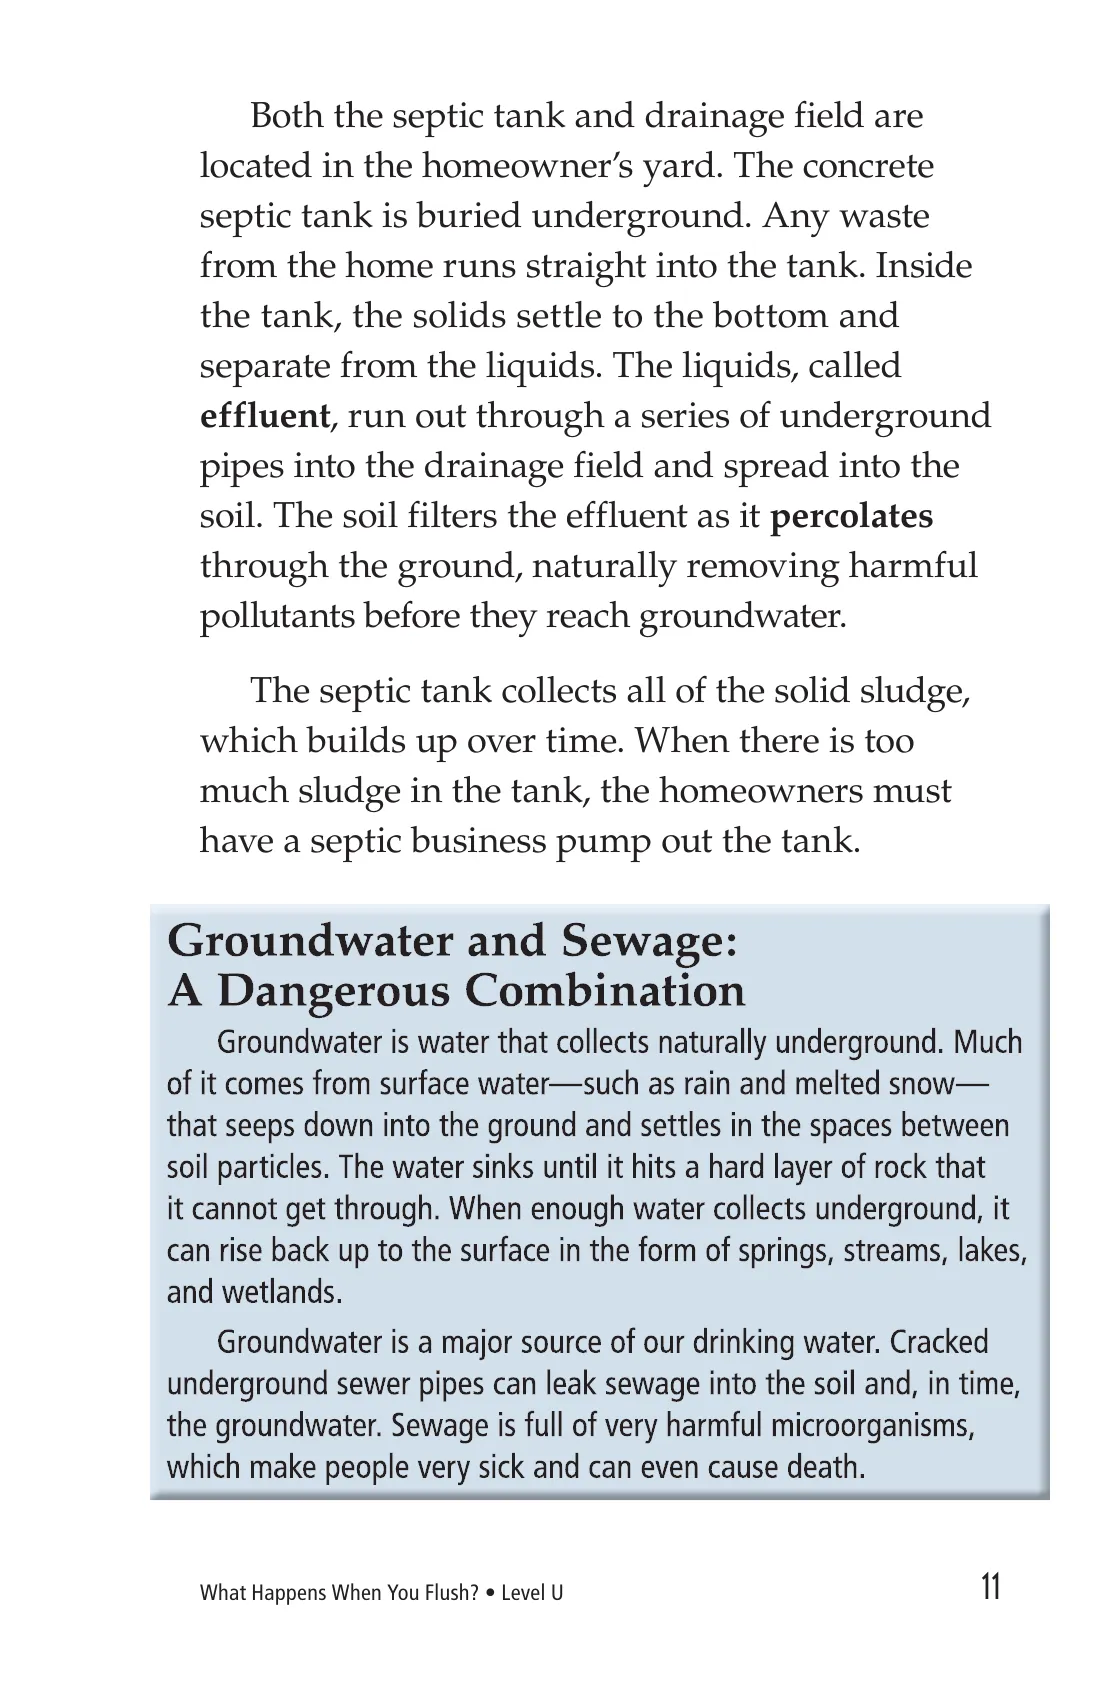 Both the septic tank and drainage field are
located in the homeowner’s yard. The concrete
septic tank is buried underground. Any waste
from the home runs straight into the tank. Inside
the tank, the solids settle to the bottom and
separate from the liquids. The liquids, called
effluent, run out through a series of underground
pipes into the drainage field and spread into the
soil. The soil filters the effluent as it percolates
through the ground, naturally removing harmful
pollutants before they reach groundwater.
The septic tank collects all of the solid sludge,
which builds up over time. When there is too
much sludge in the tank, the homeowners must
have a septic business pump out the tank.
Groundwater and Sewage:
A Dangerous Combination
Groundwater is water that collects naturally underground. Much
of it comes from surface water—such as rain and melted snow—
that seeps down into the ground and settles in the spaces between
soil particles. The water sinks until it hits a hard layer of rock that
it cannot get through. When enough water collects underground, it
can rise back up to the surface in the form of springs, streams, lakes,
and wetlands.
Groundwater is a major source of our drinking water. Cracked
underground sewer pipes can leak sewage into the soil and, in time,
the groundwater. Sewage is full of very harmful microorganisms,
which make people very sick and can even cause death.
What Happens When You Flush? • Level U
11